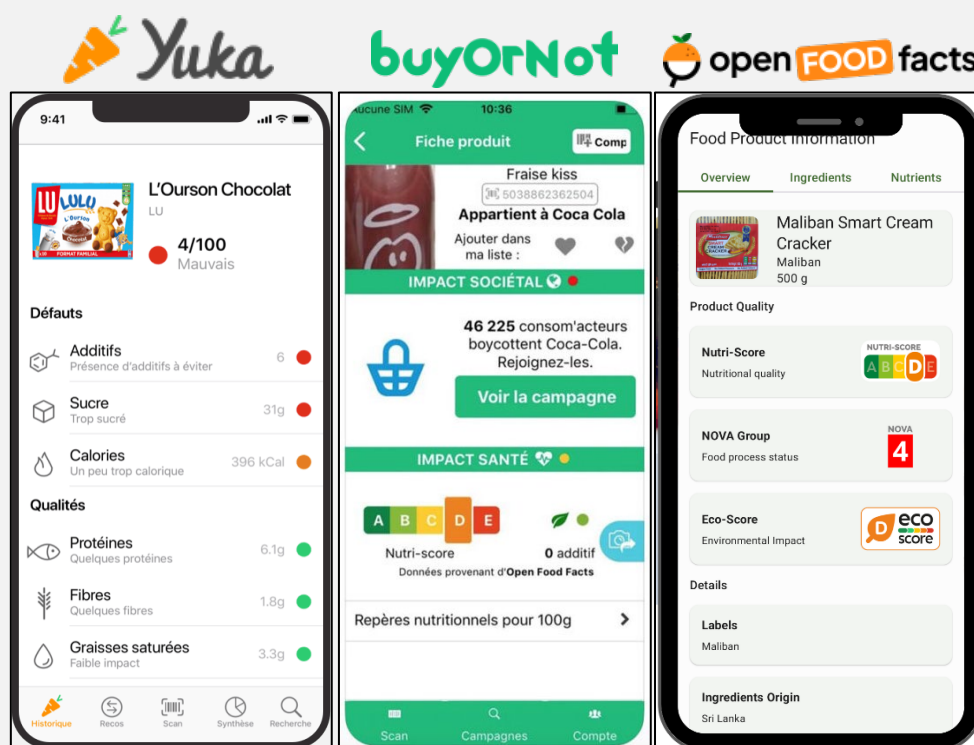 Yuka
buyOrNot
open FOOD facts
9:41
L'Ourson Chocolat
LU
4/100
Mauvais
LU
LULU
L'Ourson
FORMAT FAMILIAL
Défauts
Additifs
Présence d'additifs à éviter
6
Sucre
Trop sucré
31g
Calories
Un peu trop calorique
396 kCal
Qualités
Protéines
Quelques protéines
6.1g
Fibres
Quelques fibres
1.8g
Graisses saturées
Faible impact
3.3g
Historique
Recos
Scan
Synthèse
Recherche
Aucune SIM
10:36
Fiche produit
Comp
Fraise kiss
5038862362504
Appartient à Coca Cola
Ajouter dans
ma liste :
IMPACT SOCIÉTAL
46 225 consom'acteurs
boycottent Coca-Cola.
Rejoignez-les.
Voir la campagne
IMPACT SANTÉ
A B C D E
Nutri-score
0 additif
Données provenant d'Open Food Facts
Repères nutritionnels pour 100g
Scan
Campagnes
Compte
Food Product Information
Overview
Ingredients
Nutrients
Maliban Smart Cream
Cracker
Maliban
500 g
Product Quality
Nutri-Score
Nutritional quality
NUTRI-SCORE
A B C D E
NOVA Group
Food process status
NOVA
4
Eco-Score
Environmental Impact
D eco
score
Details
Labels
Maliban
Ingredients Origin
Sri Lanka